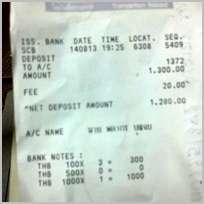 Transaction Record
ISS. BANK DATE TIME LOCAT. SEQ.
SCB 140813 19:25 6308 5409
DEPOSIT
TO A/C 1372
AMOUNT 1,300.00
FEE 20.00
*NET DEPOSIT AMOUNT 1,280.00
A/C NAME
BANK NOTES :
THB 100X 3 = 300
THB 500X 0 = 0
THB 1000X 1 = 1000